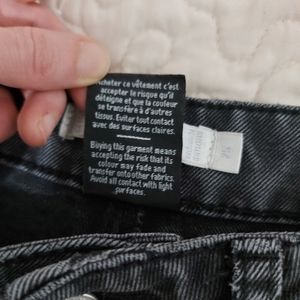 Acheter ce vêtement c'est
accepter le risque qu'il
déteigne et que la couleur
se transfère à d'autres
tissus. Eviter tout contact
avec des surfaces claires.
Buying this garment means
accepting the risk that its
colour may fade and
transfer onto other fabrics.
Avoid all contact with light
surfaces.